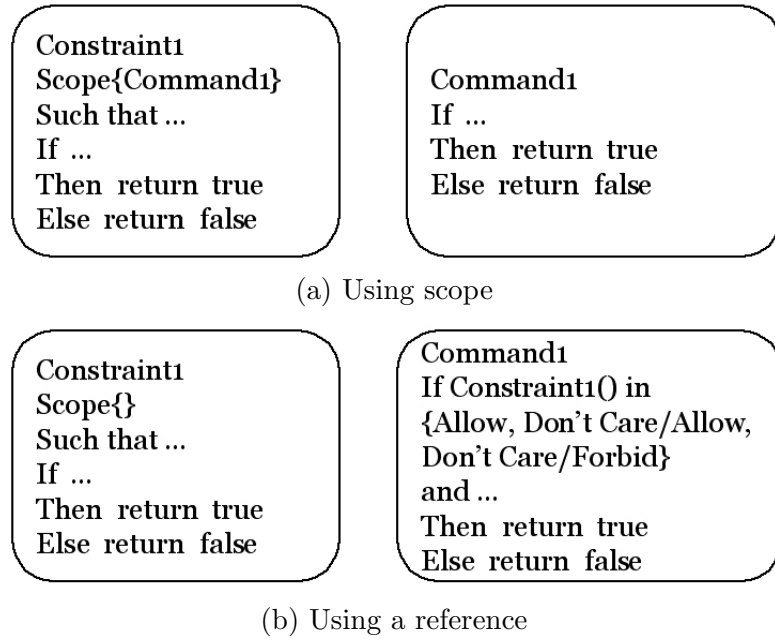 Constraint1
Scope{Command1}
Such that ...
If ...
Then return true
Else return false
Command1
If ...
Then return true
Else return false
(a) Using scope
Constraint1
Scope{}
Such that ...
If ...
Then return true
Else return false
Command1
If Constraint1() in
{Allow, Don't Care/Allow,
Don't Care/Forbid}
and ...
Then return true
Else return false
(b) Using a reference